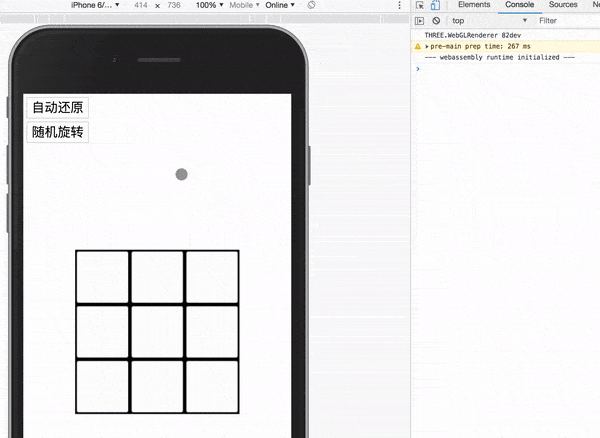 iPhone 6/... ▼ 414 × 736 100% ▼ Mobile ▼ Online ▼
Elements Console Sources Ne
top ▼ Filter
THREE.WebGLRenderer 82dev
pre-main prep time: 267 ms
--- webassembly runtime initialized ---
自动还原
随机旋转